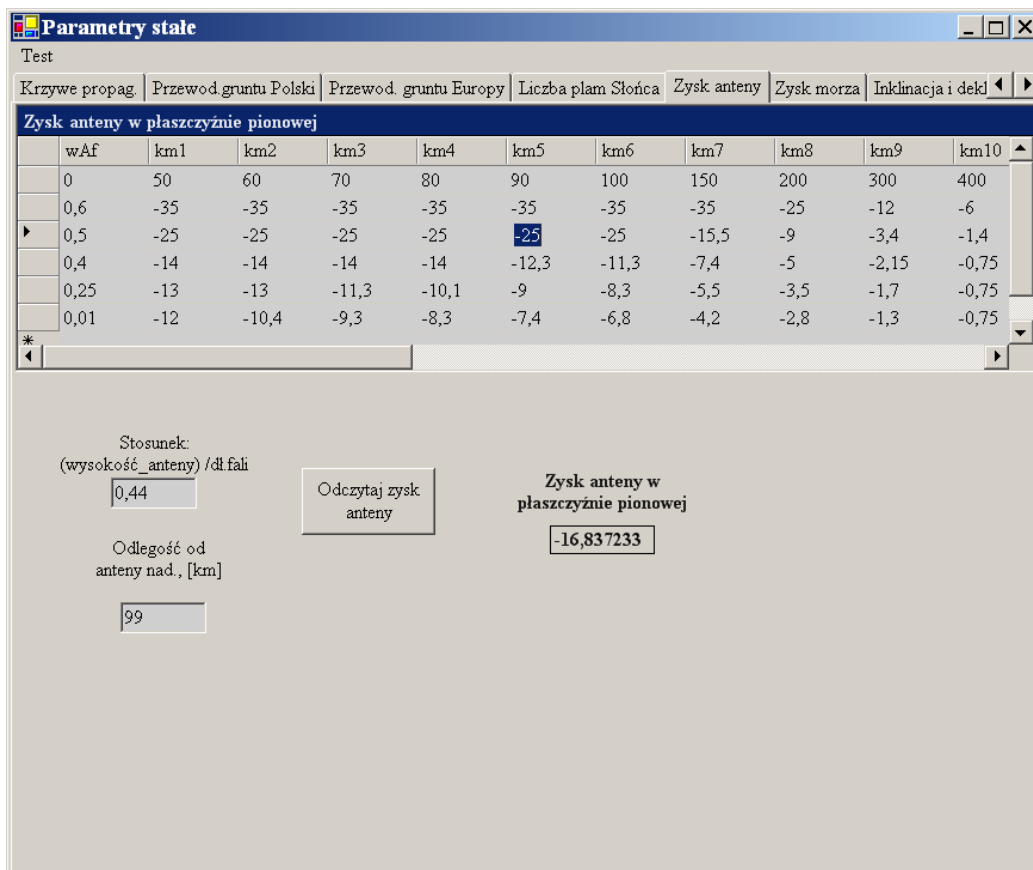 Parametry stałe
Test
Krzywe propag. Przewod.gruntu Polski Przewod. gruntu Europy Liczba plam Słońca Zysk anteny Zysk morza Inklinacja i dekl
Zysk anteny w płaszczyźnie pionowej
wAf km1 km2 km3 km4 km5 km6 km7 km8 km9 km10
0 50 60 70 80 90 100 150 200 300 400
0,6 -35 -35 -35 -35 -35 -35 -35 -25 -12 -6
0,5 -25 -25 -25 -25 -25 -25 -15,5 -9 -3,4 -1,4
0,4 -14 -14 -14 -14 -12,3 -11,3 -7,4 -5 -2,15 -0,75
0,25 -13 -13 -11,3 -10,1 -9 -8,3 -5,5 -3,5 -1,7 -0,75
0,01 -12 -10,4 -9,3 -8,3 -7,4 -6,8 -4,2 -2,8 -1,3 -0,75
*
Stosunek:
(wysokość_anteny) /dł.fali
0,44
Odczytaj zysk
anteny
Zysk anteny w
płaszczyźnie pionowej
-16,837233
Odlegość od
anteny nad., [km]
99